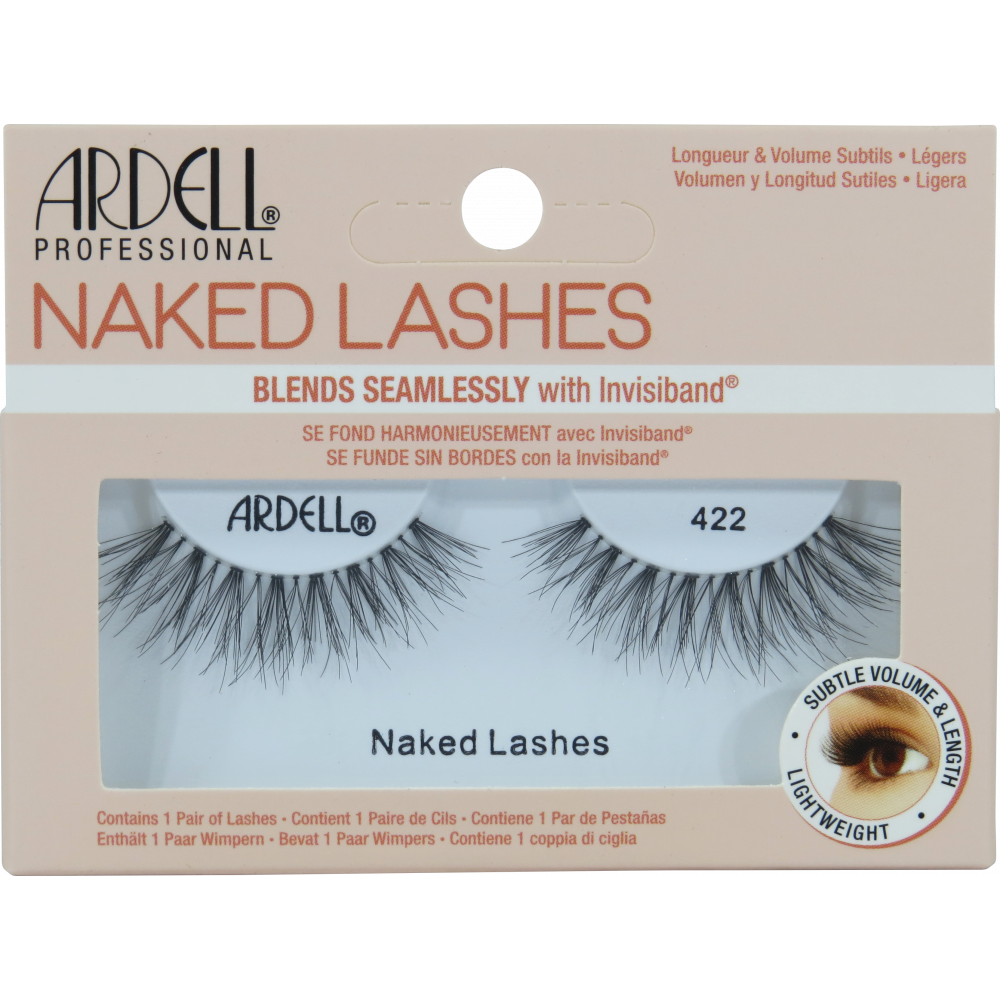 ARDELL®
PROFESSIONAL
Longueur & Volume Subtils • Légers
Volumen y Longitud Sutiles • Ligera
NAKED LASHES
BLENDS SEAMLESSLY with Invisiband®
SE FOND HARMONIEUSEMENT avec Invisiband®
SE FUNDE SIN BORDES con la Invisiband®
ARDELL®
422
Naked Lashes
SUBTLE VOLUME & LENGTH
• LIGHTWEIGHT •
Contains 1 Pair of Lashes • Contient 1 Paire de Cils • Contiene 1 Par de Pestañas
Enthält 1 Paar Wimpern • Bevat 1 Paar Wimpers • Contiene 1 coppia di ciglia